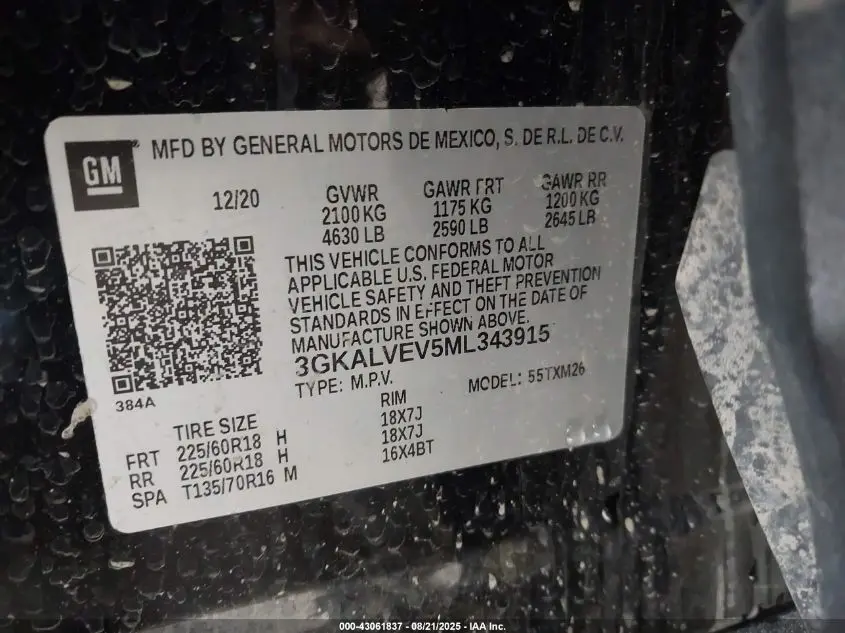 GM
MFD BY GENERAL MOTORS DE MEXICO, S. DE R.L. DE C.V.
12/20 GVWR GAWR FRT GAWR RR
2100 KG 1175 KG 1200 KG
4630 LB 2590 LB 2645 LB
THIS VEHICLE CONFORMS TO ALL
APPLICABLE U.S. FEDERAL MOTOR
VEHICLE SAFETY AND THEFT PREVENTION
STANDARDS IN EFFECT ON THE DATE OF
MANUFACTURE SHOWN ABOVE.
3GKALVEV5ML343915
TYPE: M.P.V. MODEL: 55TXM26
384A
TIRE SIZE RIM
FRT 225/60R18 H 18X7J
RR 225/60R18 H 18X7J
SPA T135/70R16 M 16X4BT
000-43061837 - 08/21/2025 - IAA Inc.